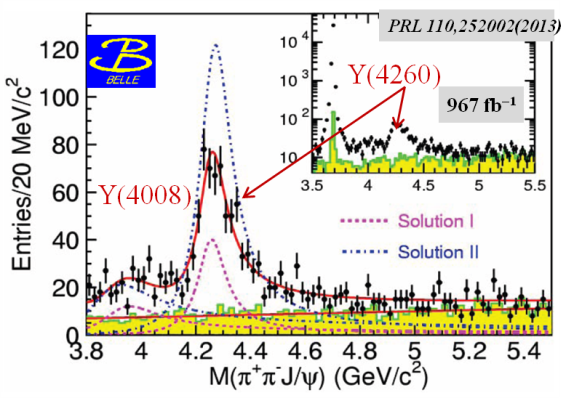 PRL 110,252002(2013)
B
BELLE
Y(4260)
967 fb⁻¹
10⁴
10³
10²
10
3.5 4 4.5 5 5.5
Y(4008)
Solution I
Solution II
Entries/20 MeV/c²
120
100
80
60
40
20
0
3.8 4 4.2 4.4 4.6 4.8 5 5.2 5.4
M(π⁺π⁻J/ψ) (GeV/c²)